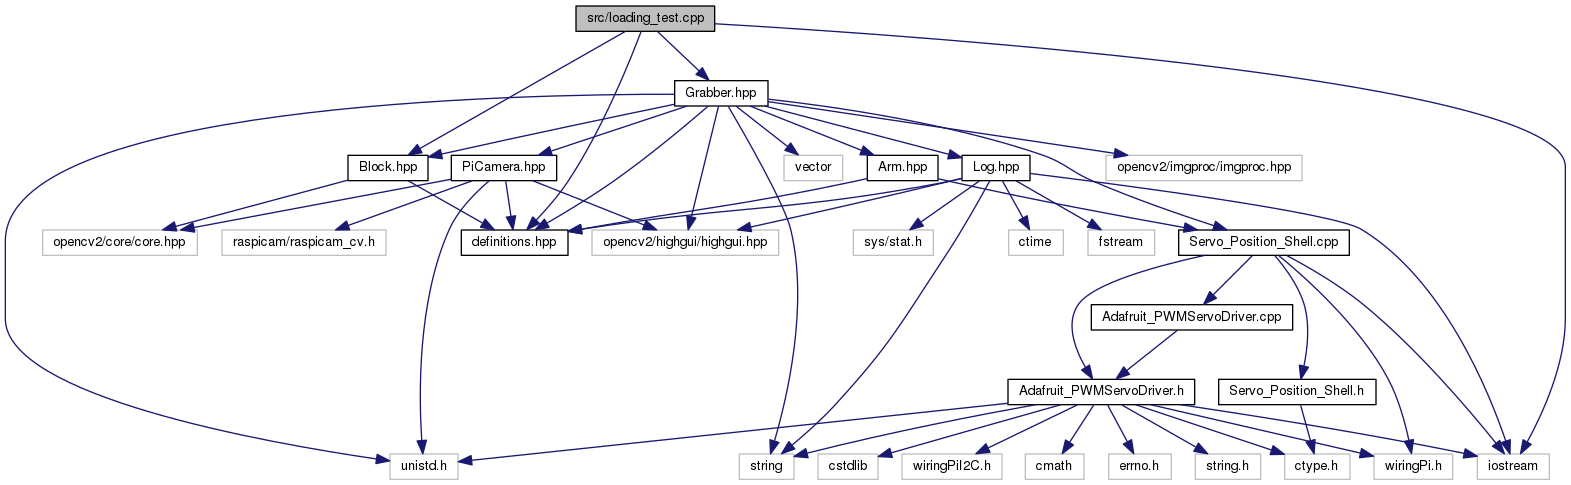 src/loading_test.cpp
Grabber.hpp
Block.hpp
PiCamera.hpp
vector
Arm.hpp
Log.hpp
opencv2/imgproc/imgproc.hpp
opencv2/core/core.hpp
raspicam/raspicam_cv.h
definitions.hpp
opencv2/highgui/highgui.hpp
sys/stat.h
ctime
fstream
Servo_Position_Shell.cpp
Adafruit_PWMServoDriver.cpp
Adafruit_PWMServoDriver.h
Servo_Position_Shell.h
unistd.h
string
cstdlib
wiringPiI2C.h
cmath
errno.h
string.h
ctype.h
wiringPi.h
iostream